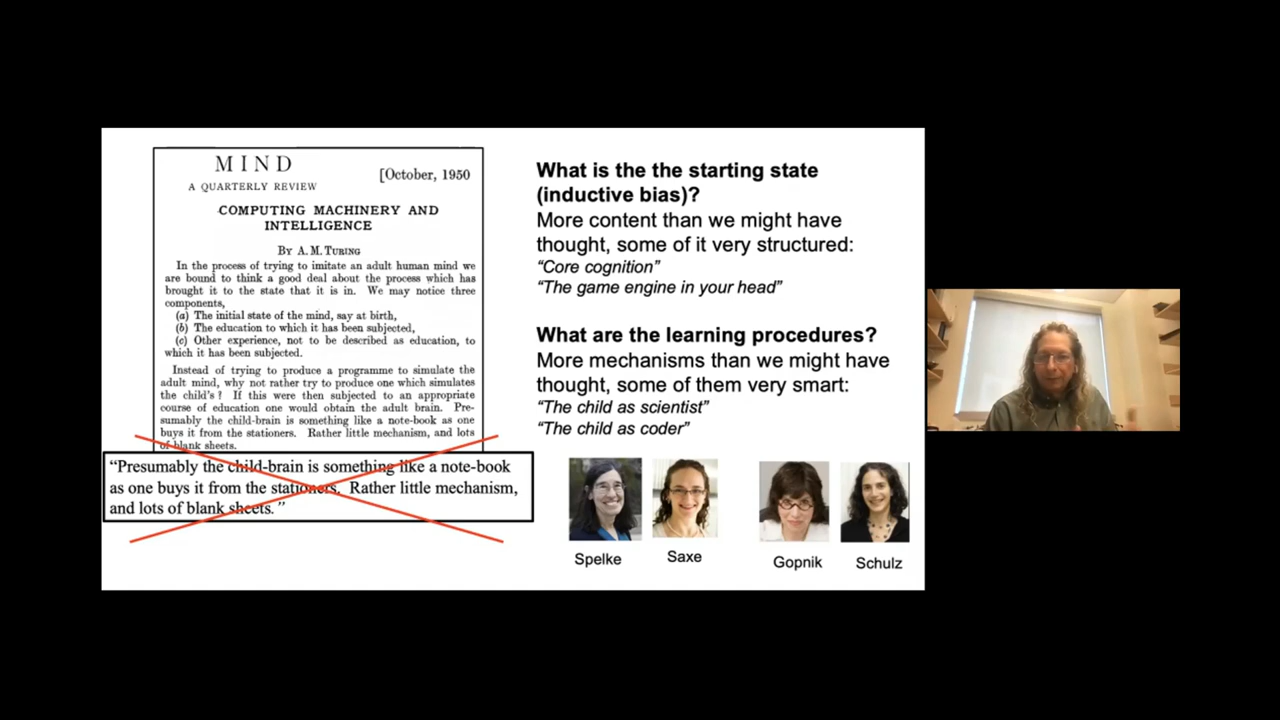 MIND
A QUARTERLY REVIEW
[October, 1950
COMPUTING MACHINERY AND
INTELLIGENCE
BY A. M. TURING
In the process of trying to imitate an adult human mind we
are bound to think a good deal about the process which has
brought it to the state that it is in. We may notice three
components,
(a) The initial state of the mind, say at birth,
(b) The education to which it has been subjected,
(c) Other experience, not to be described as education, to
which it has been subjected.
Instead of trying to produce a programme to simulate the
adult mind, why not rather try to produce one which simulates
the child's? If this were then subjected to an appropriate
course of education one would obtain the adult brain. Pre-
sumably the child-brain is something like a note-book as one
buys it from the stationers. Rather little mechanism, and lots
of blank sheets.
“Presumably the child-brain is something like a note-book
as one buys it from the stationers. Rather little mechanism,
and lots of blank sheets.”
What is the the starting state
(inductive bias)?
More content than we might have
thought, some of it very structured:
“Core cognition”
“The game engine in your head”
What are the learning procedures?
More mechanisms than we might have
thought, some of them very smart:
“The child as scientist”
“The child as coder”
Spelke
Saxe
Gopnik
Schulz